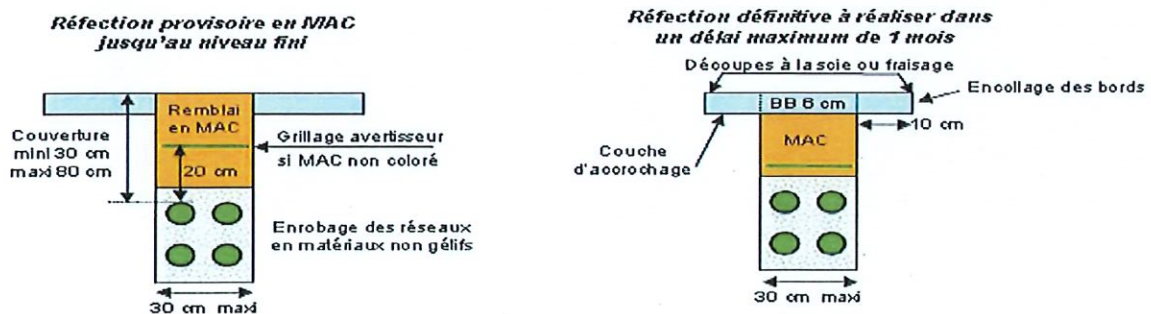 Réfection provisoire en MAC
jusqu'au niveau fini
Remblai
en MAC
Couverture
mini 30 cm
maxi 80 cm
20 cm
Grillage avertisseur
si MAC non coloré
Enrobage des réseaux
en matériaux non gélifs
30 cm maxi
Réfection définitive à réaliser dans
un délai maximum de 1 mois
Découpes à la scie ou fraisage
BB 6 cm
Encollage des bords
10 cm
MAC
Couche
d'accrochage
30 cm maxi